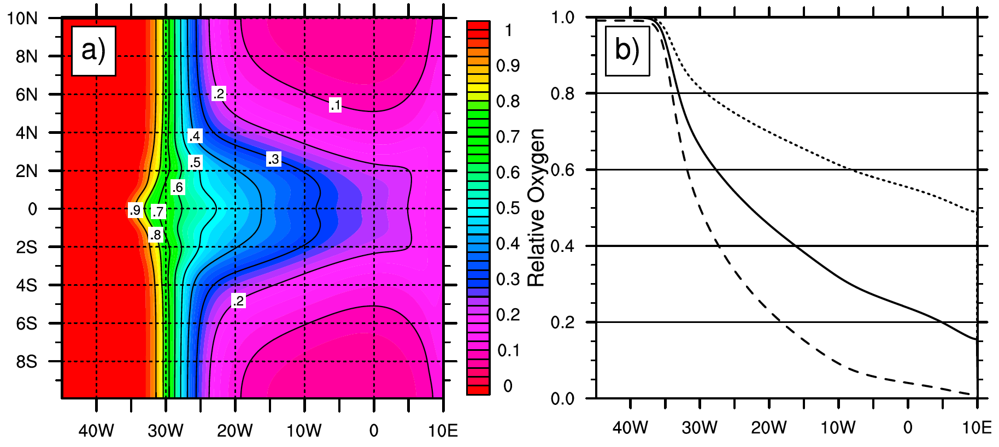 a)
10N
8N
6N
4N
2N
0
2S
4S
6S
8S
40W 30W 20W 10W 0 10E
.2
.1
.4
.5
.3
.6
.9 .7
.8
.2
1
0.9
0.8
0.7
0.6
0.5
0.4
0.3
0.2
0.1
0
b)
Relative Oxygen
1.0
0.8
0.6
0.4
0.2
0.0
40W 30W 20W 10W 0 10E